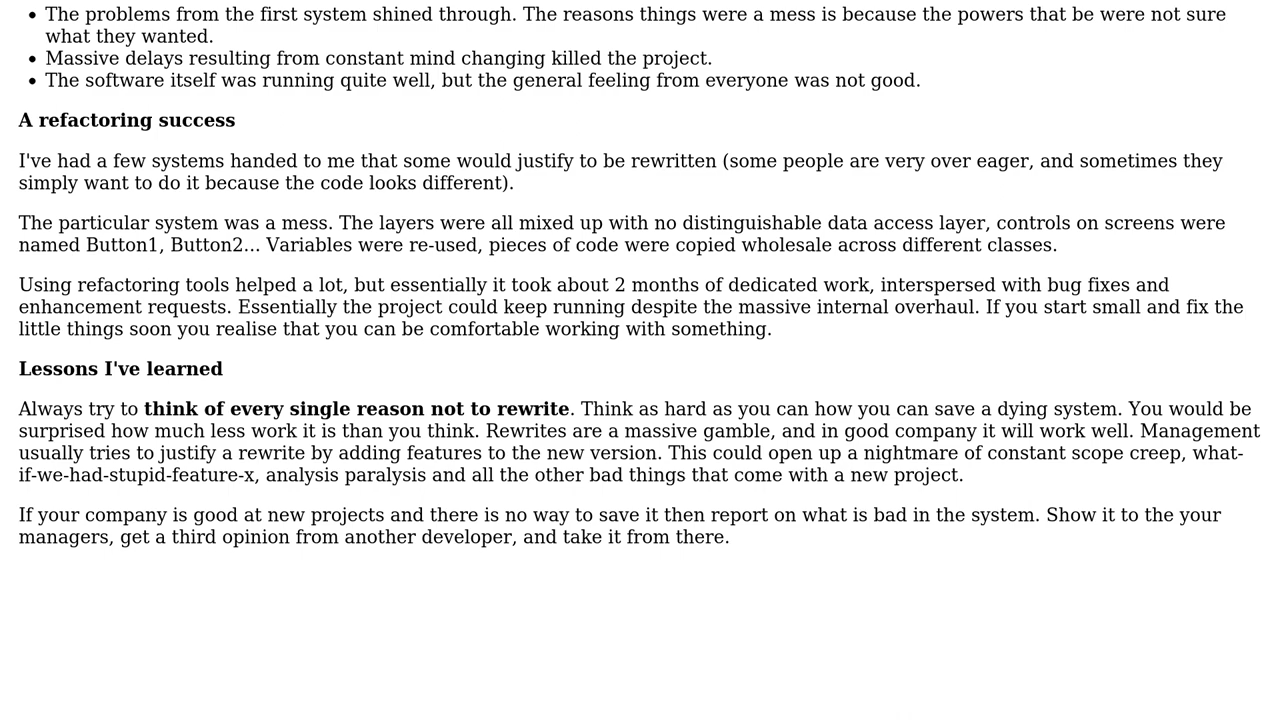 • The problems from the first system shined through. The reasons things were a mess is because the powers that be were not sure
what they wanted.
• Massive delays resulting from constant mind changing killed the project.
• The software itself was running quite well, but the general feeling from everyone was not good.
A refactoring success
I've had a few systems handed to me that some would justify to be rewritten (some people are very over eager, and sometimes they
simply want to do it because the code looks different).
The particular system was a mess. The layers were all mixed up with no distinguishable data access layer, controls on screens were
named Button1, Button2... Variables were re-used, pieces of code were copied wholesale across different classes.
Using refactoring tools helped a lot, but essentially it took about 2 months of dedicated work, interspersed with bug fixes and
enhancement requests. Essentially the project could keep running despite the massive internal overhaul. If you start small and fix the
little things soon you realise that you can be comfortable working with something.
Lessons I've learned
Always try to think of every single reason not to rewrite. Think as hard as you can how you can save a dying system. You would be
surprised how much less work it is than you think. Rewrites are a massive gamble, and in good company it will work well. Management
usually tries to justify a rewrite by adding features to the new version. This could open up a nightmare of constant scope creep, what-
if-we-had-stupid-feature-x, analysis paralysis and all the other bad things that come with a new project.
If your company is good at new projects and there is no way to save it then report on what is bad in the system. Show it to the your
managers, get a third opinion from another developer, and take it from there.